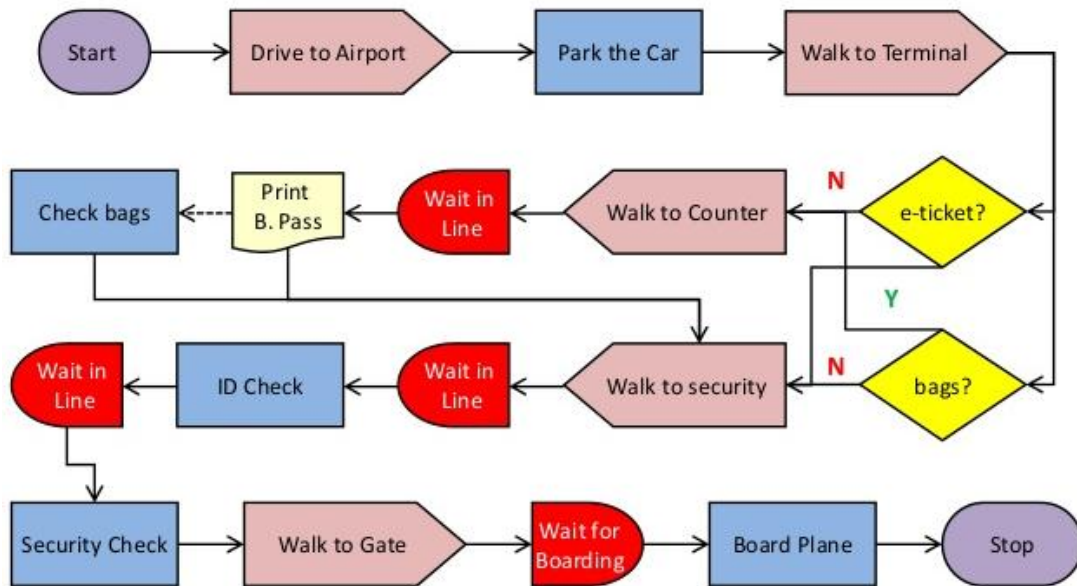 Start
Drive to Airport
Park the Car
Walk to Terminal
Check bags
Print
B. Pass
Wait in
Line
Walk to Counter
N
e-ticket?
Y
Wait in
Line
ID Check
Wait in
Line
Walk to security
N
bags?
Security Check
Walk to Gate
Wait for
Boarding
Board Plane
Stop